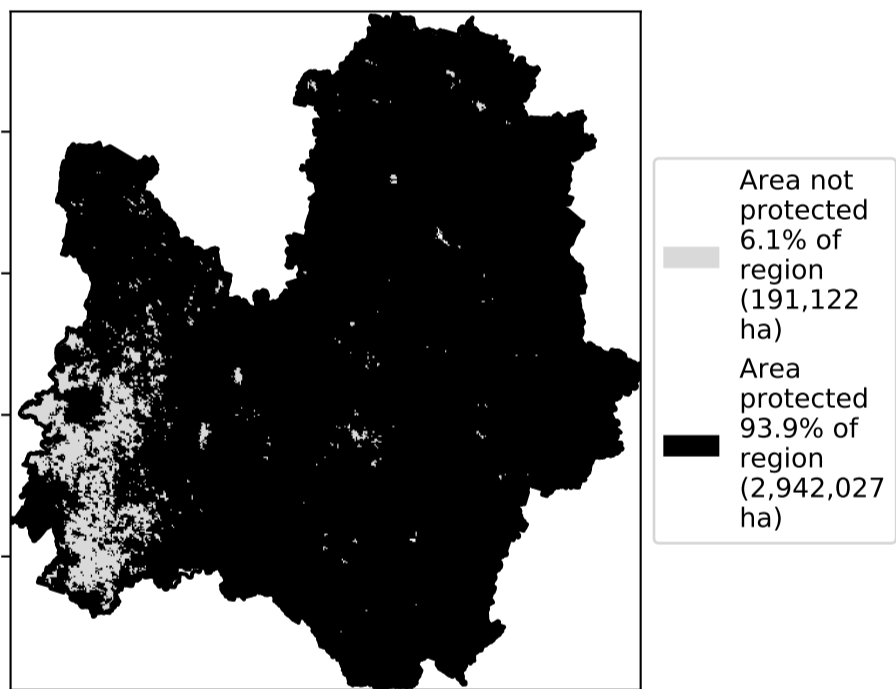 Area not
protected
6.1% of
region
(191,122
ha)
Area
protected
93.9% of
region
(2,942,027
ha)